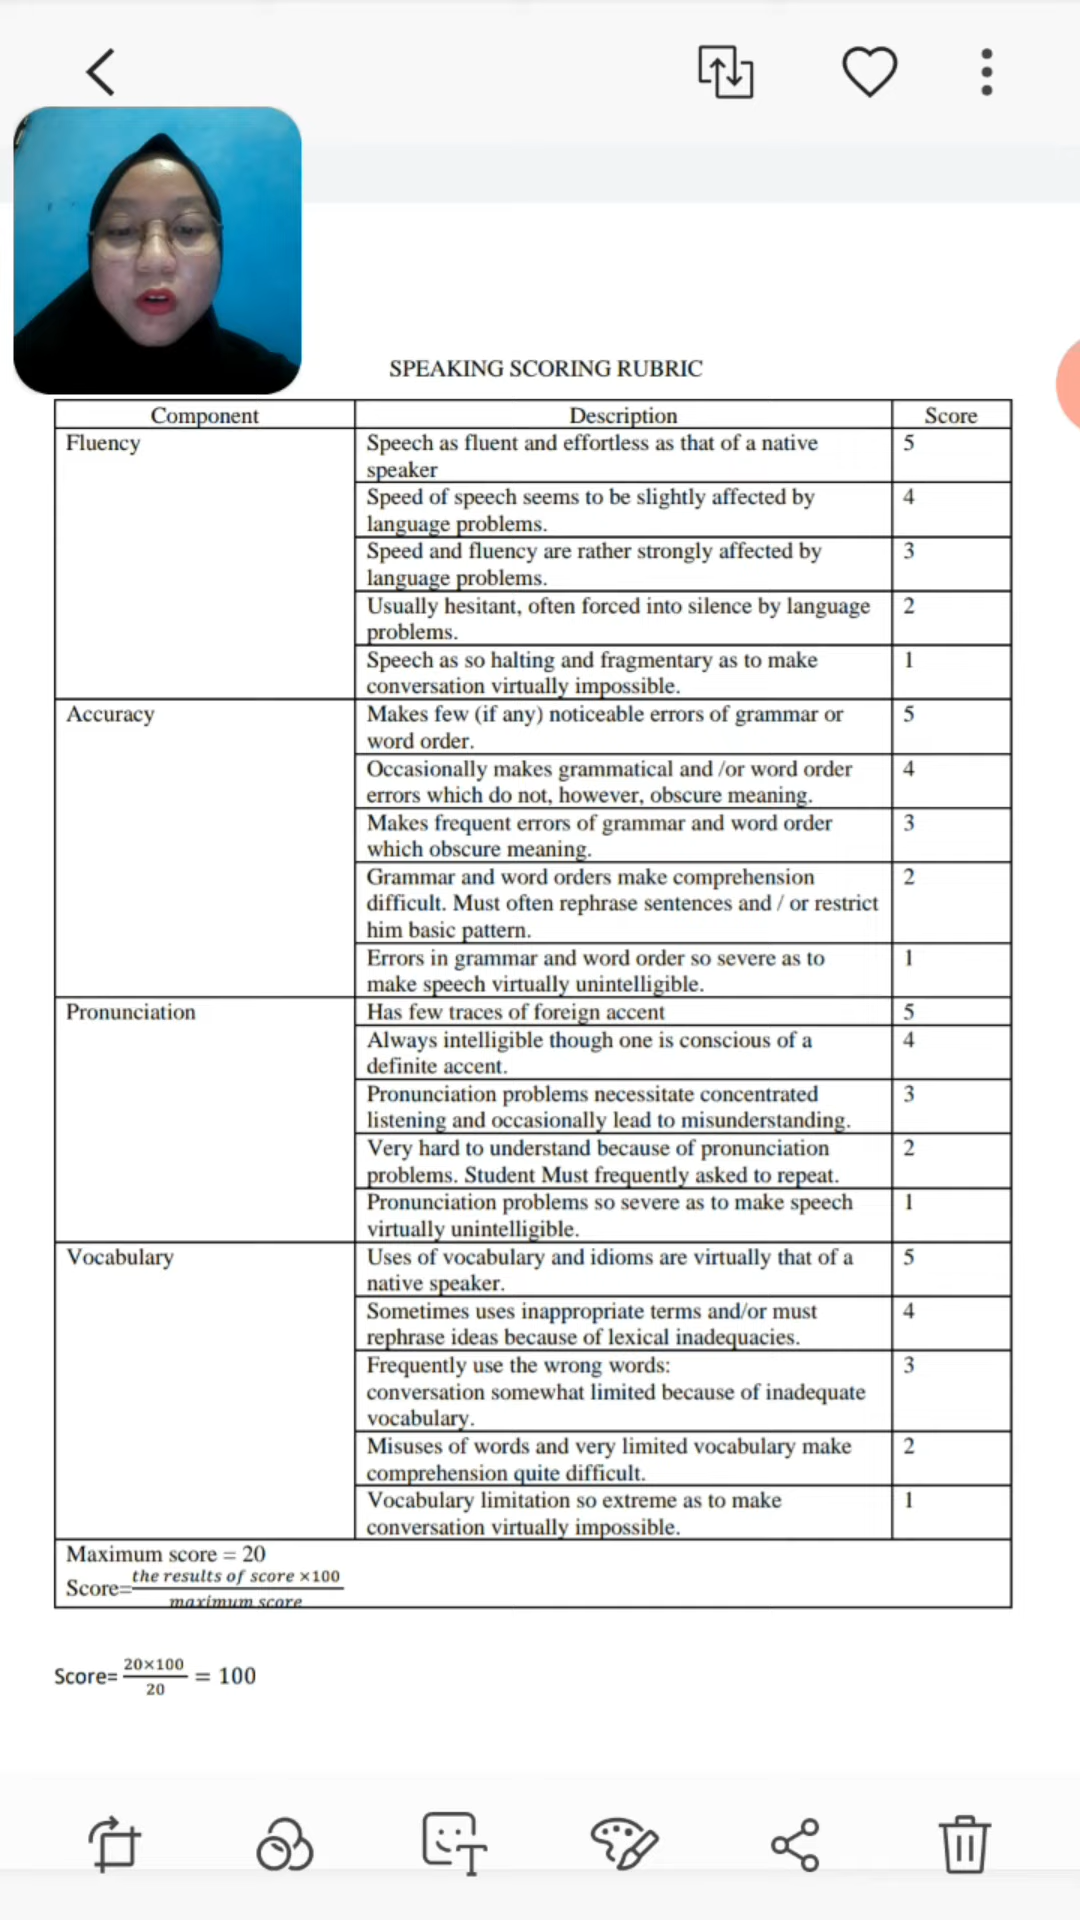 SPEAKING SCORING RUBRIC
Component Description Score
Fluency Speech as fluent and effortless as that of a native 5
speaker
Speed of speech seems to be slightly affected by 4
language problems.
Speed and fluency are rather strongly affected by 3
language problems.
Usually hesitant, often forced into silence by language 2
problems.
Speech as so halting and fragmentary as to make 1
conversation virtually impossible.
Accuracy Makes few (if any) noticeable errors of grammar or 5
word order.
Occasionally makes grammatical and /or word order 4
errors which do not, however, obscure meaning.
Makes frequent errors of grammar and word order 3
which obscure meaning.
Grammar and word orders make comprehension 2
difficult. Must often rephrase sentences and / or restrict
him basic pattern.
Errors in grammar and word order so severe as to 1
make speech virtually unintelligible.
Pronunciation Has few traces of foreign accent 5
Always intelligible though one is conscious of a 4
definite accent.
Pronunciation problems necessitate concentrated 3
listening and occasionally lead to misunderstanding.
Very hard to understand because of pronunciation 2
problems. Student Must frequently asked to repeat.
Pronunciation problems so severe as to make speech 1
virtually unintelligible.
Vocabulary Uses of vocabulary and idioms are virtually that of a 5
native speaker.
Sometimes uses inappropriate terms and/or must 4
rephrase ideas because of lexical inadequacies.
Frequently use the wrong words: 3
conversation somewhat limited because of inadequate
vocabulary.
Misuses of words and very limited vocabulary make 2
comprehension quite difficult.
Vocabulary limitation so extreme as to make 1
conversation virtually impossible.
Maximum score = 20
Score= the results of score ×100
maximum score
Score= 20×100 = 100
20
T